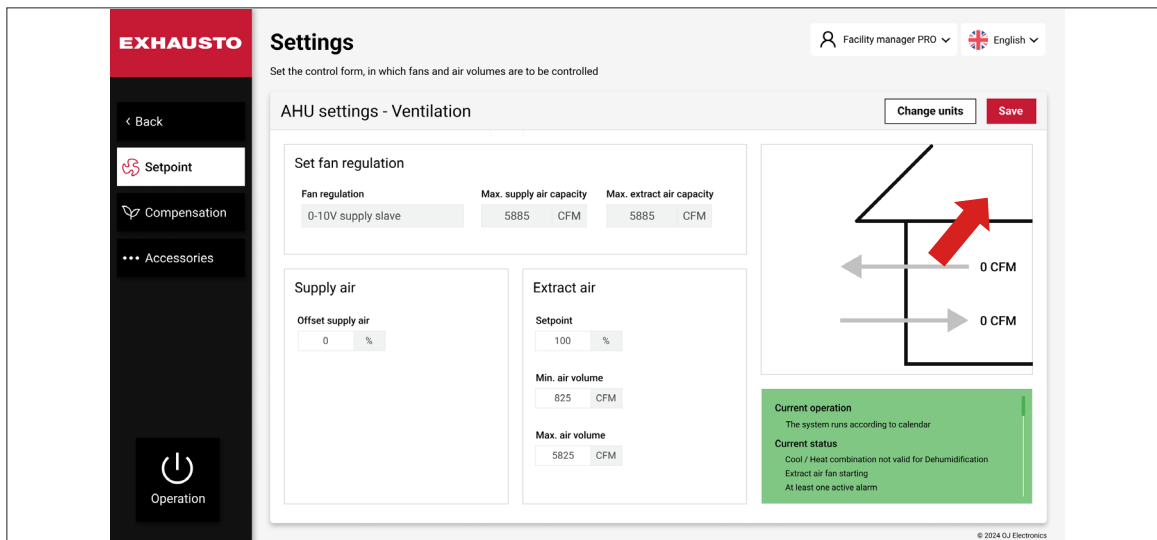 EXHAUSTO
Settings
Facility manager PRO
English
Set the control form, in which fans and air volumes are to be controlled
AHU settings - Ventilation
Change units
Save
Back
Setpoint
Compensation
Accessories
Operation
Set fan regulation
Fan regulation
Max. supply air capacity
Max. extract air capacity
0-10V supply slave
5885 CFM
5885 CFM
Supply air
Offset supply air
0 %
Extract air
Setpoint
100 %
Min. air volume
825 CFM
Max. air volume
5825 CFM
0 CFM
0 CFM
Current operation
The system runs according to calendar
Current status
Cool / Heat combination not valid for Dehumidification
Extract air fan starting
At least one active alarm
© 2024 OJ Electronics